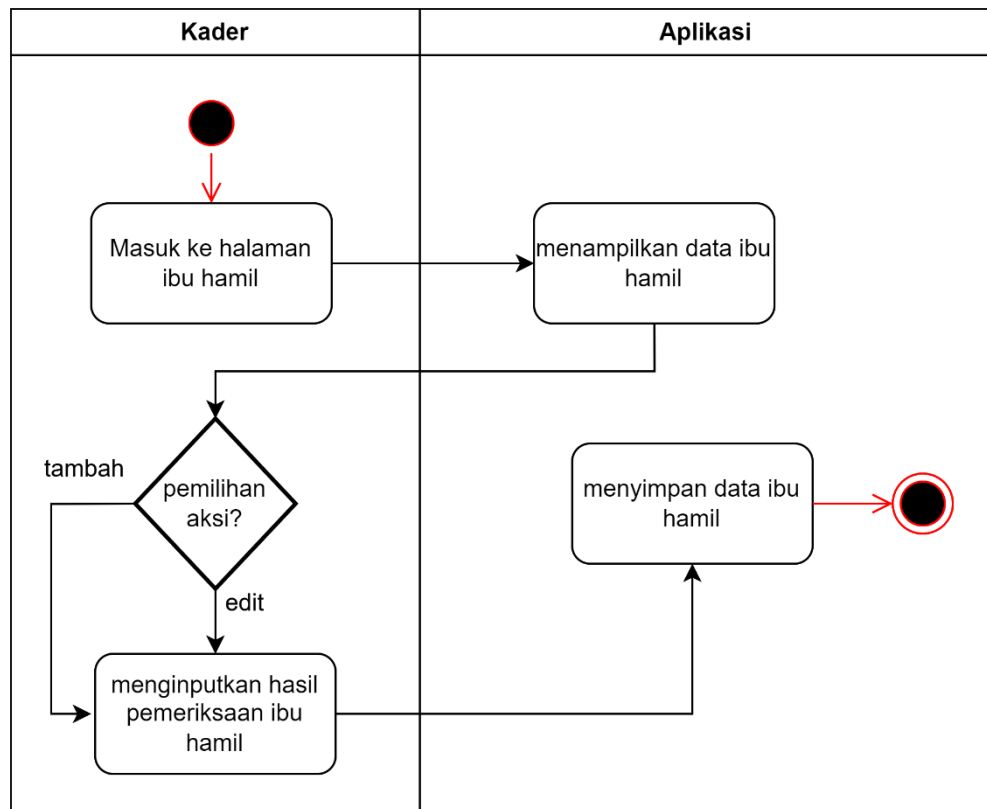 Kader
Aplikasi
Masuk ke halaman
ibu hamil
menampilkan data ibu
hamil
tambah
pemilihan
aksi?
edit
menginputkan hasil
pemeriksaan ibu
hamil
menyimpan data ibu
hamil